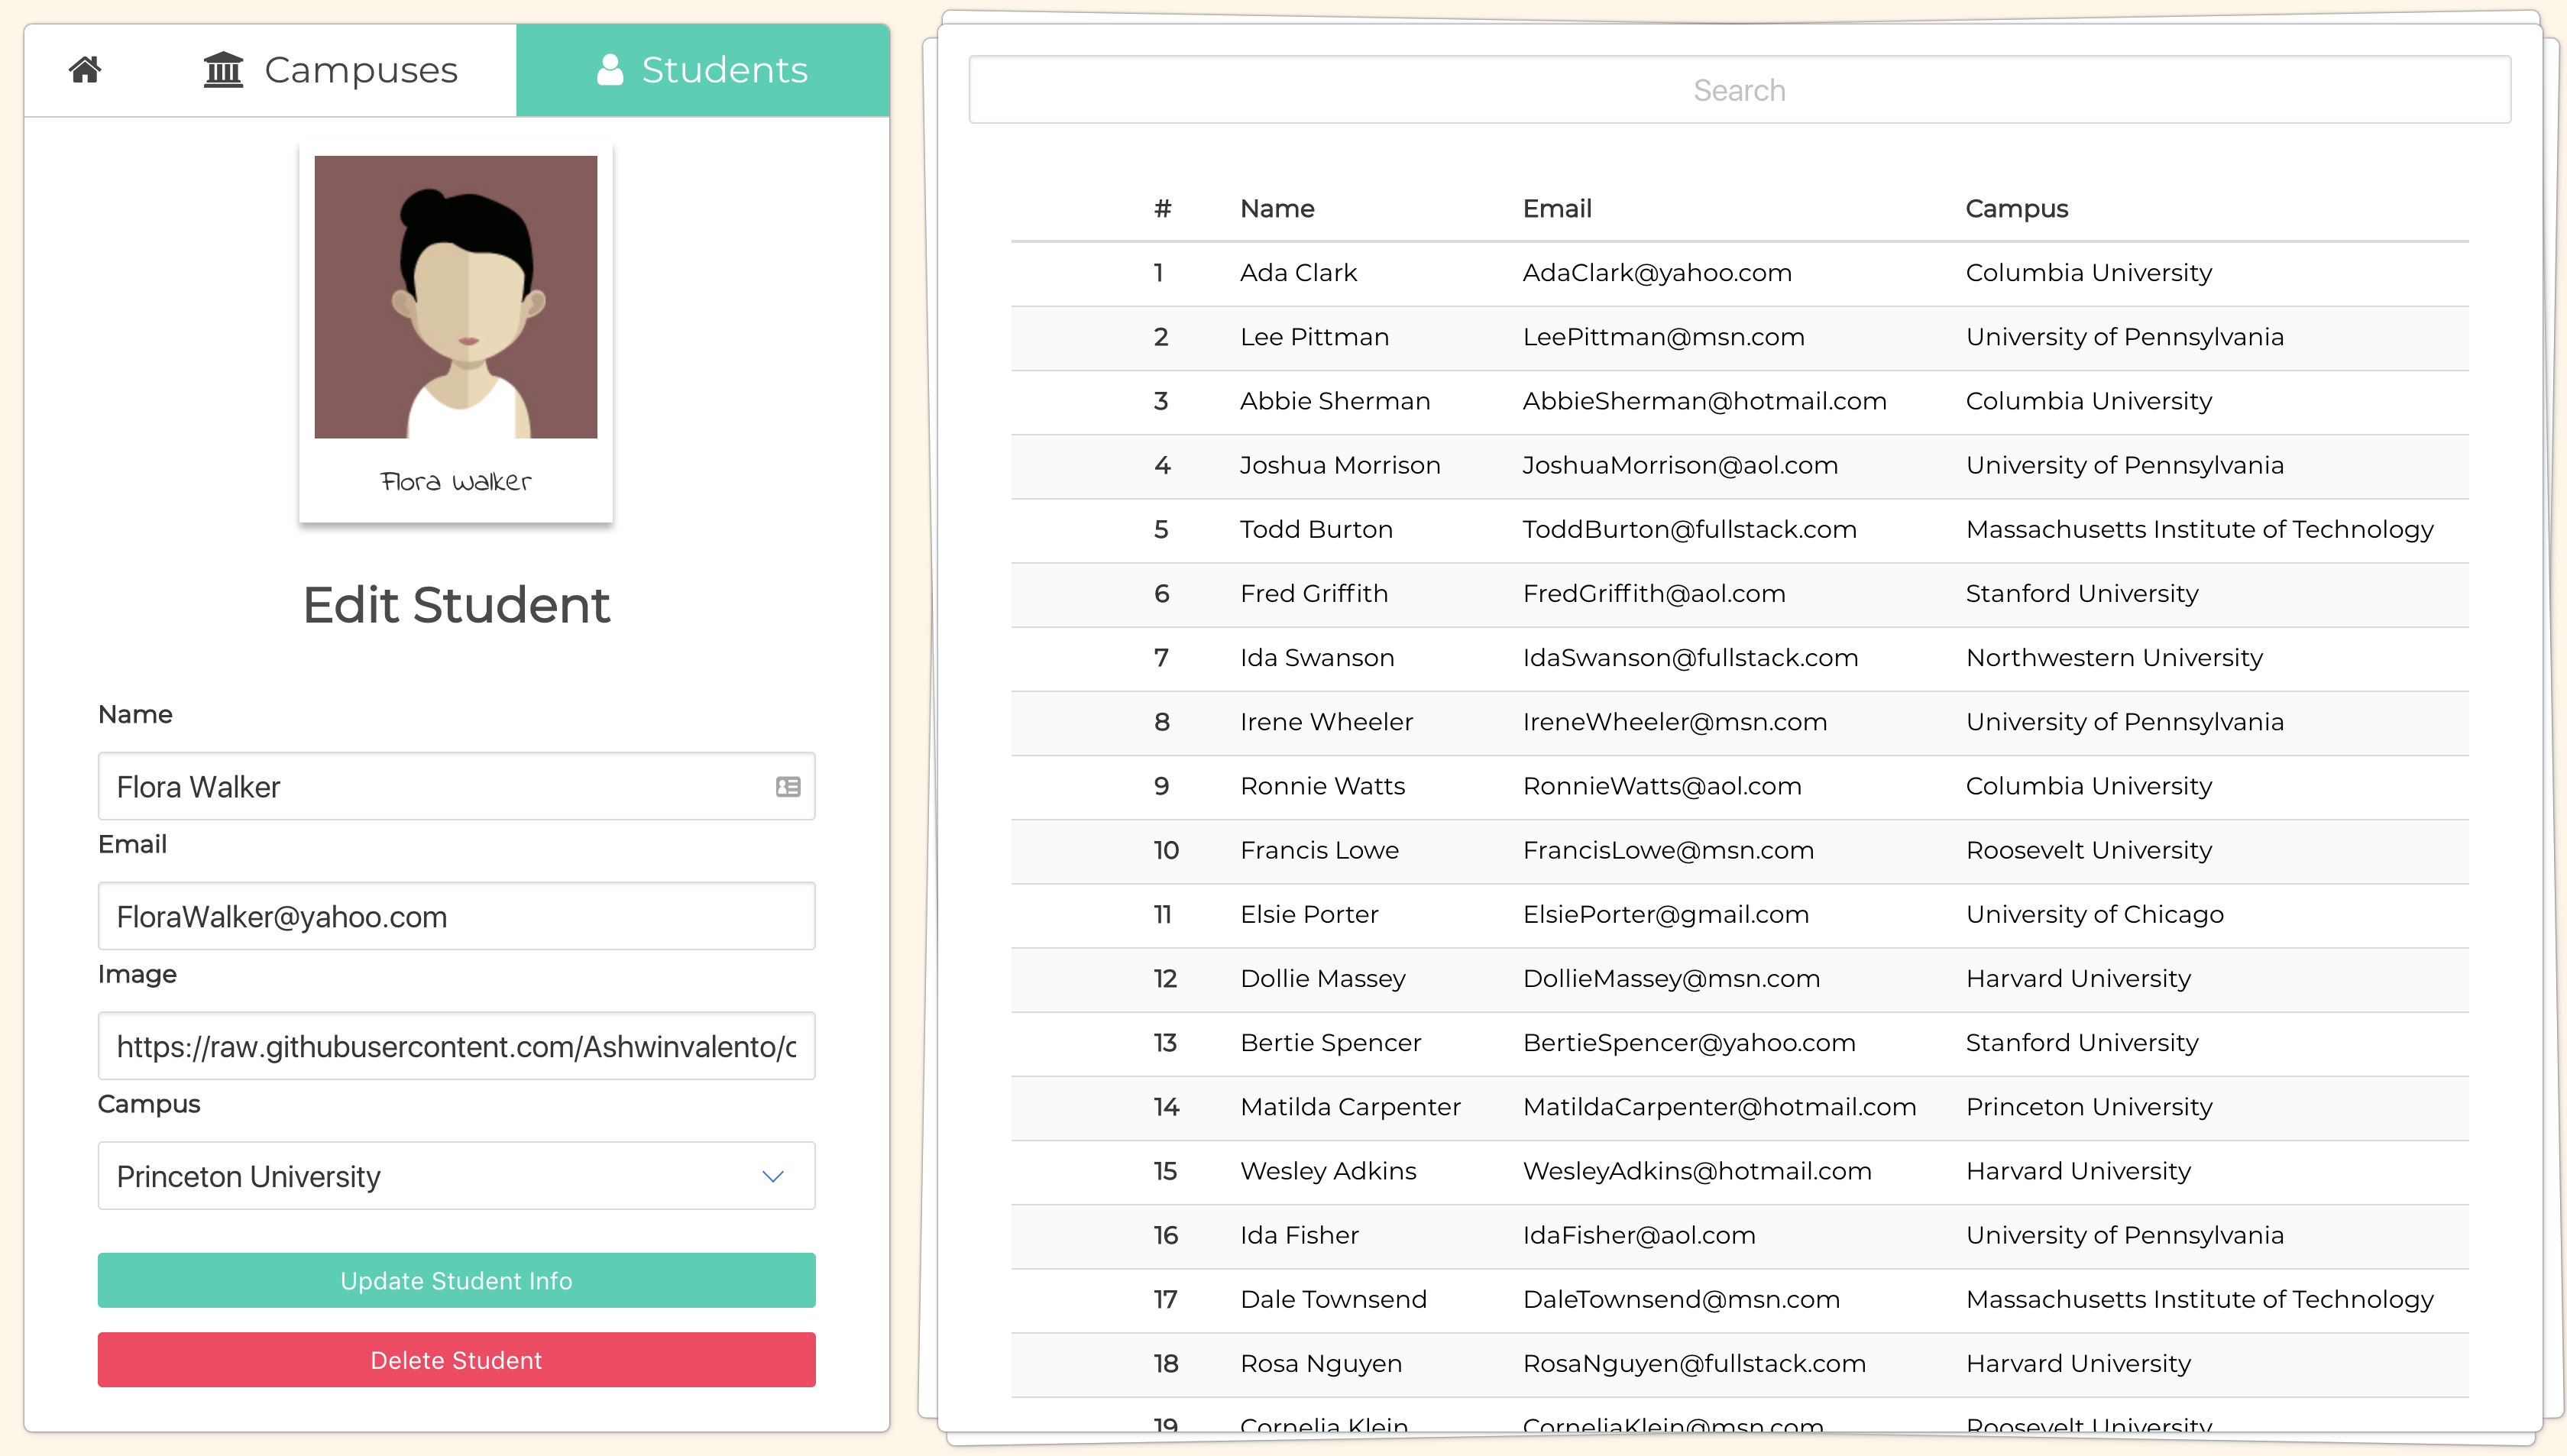 Campuses Students
Flora Walker
Edit Student
Name
Flora Walker
Email
FloraWalker@yahoo.com
Image
https://raw.githubusercontent.com/Ashwinvalento/c
Campus
Princeton University
Update Student Info
Delete Student
Search
# Name Email Campus
1 Ada Clark AdaClark@yahoo.com Columbia University
2 Lee Pittman LeePittman@msn.com University of Pennsylvania
3 Abbie Sherman AbbieSherman@hotmail.com Columbia University
4 Joshua Morrison JoshuaMorrison@aol.com University of Pennsylvania
5 Todd Burton ToddBurton@fullstack.com Massachusetts Institute of Technology
6 Fred Griffith FredGriffith@aol.com Stanford University
7 Ida Swanson IdaSwanson@fullstack.com Northwestern University
8 Irene Wheeler IreneWheeler@msn.com University of Pennsylvania
9 Ronnie Watts RonnieWatts@aol.com Columbia University
10 Francis Lowe FrancisLowe@msn.com Roosevelt University
11 Elsie Porter ElsiePorter@gmail.com University of Chicago
12 Dollie Massey DollieMassey@msn.com Harvard University
13 Bertie Spencer BertieSpencer@yahoo.com Stanford University
14 Matilda Carpenter MatildaCarpenter@hotmail.com Princeton University
15 Wesley Adkins WesleyAdkins@hotmail.com Harvard University
16 Ida Fisher IdaFisher@aol.com University of Pennsylvania
17 Dale Townsend DaleTownsend@msn.com Massachusetts Institute of Technology
18 Rosa Nguyen RosaNguyen@fullstack.com Harvard University
19 Cornelia Klein CorneliaKlein@msn.com Roosevelt University